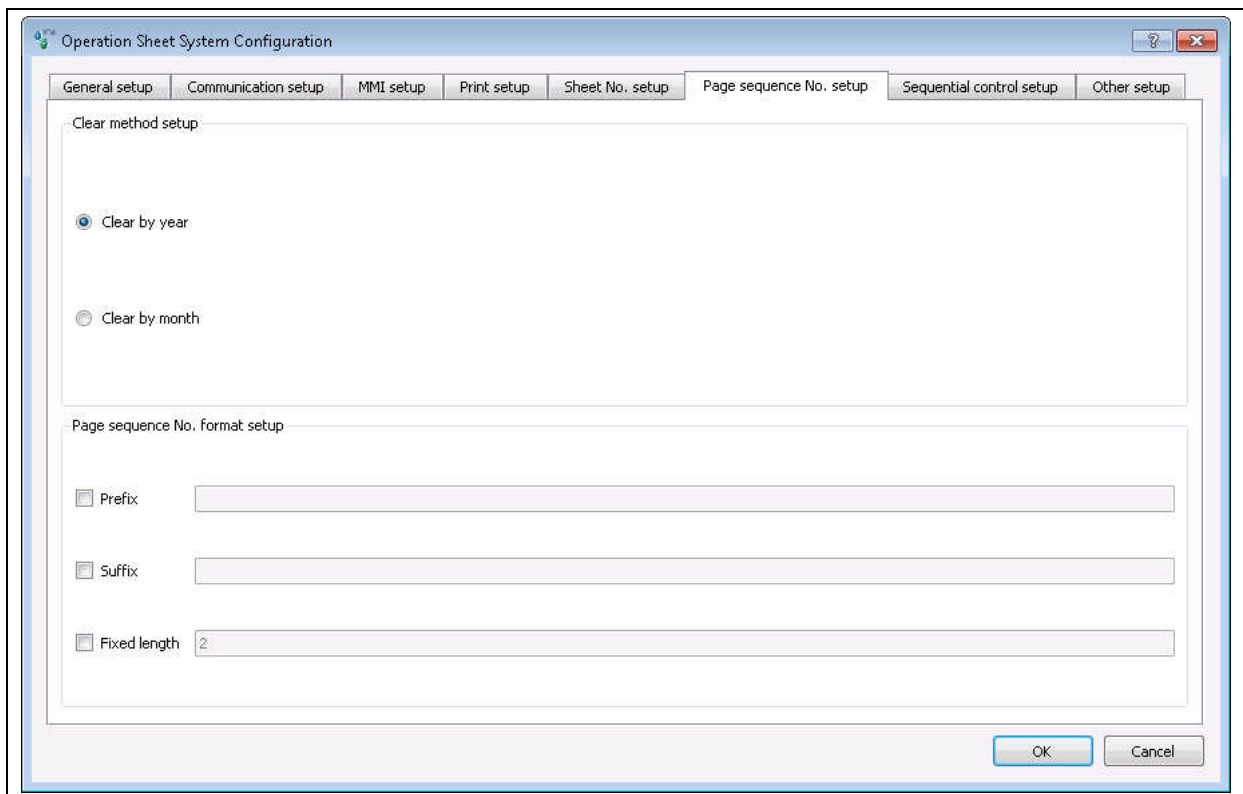 Operation Sheet System Configuration
General setup Communication setup MMI setup Print setup Sheet No. setup Page sequence No. setup Sequential control setup Other setup
Clear method setup
Clear by year
Clear by month
Page sequence No. format setup
Prefix
Suffix
Fixed length 2
OK Cancel